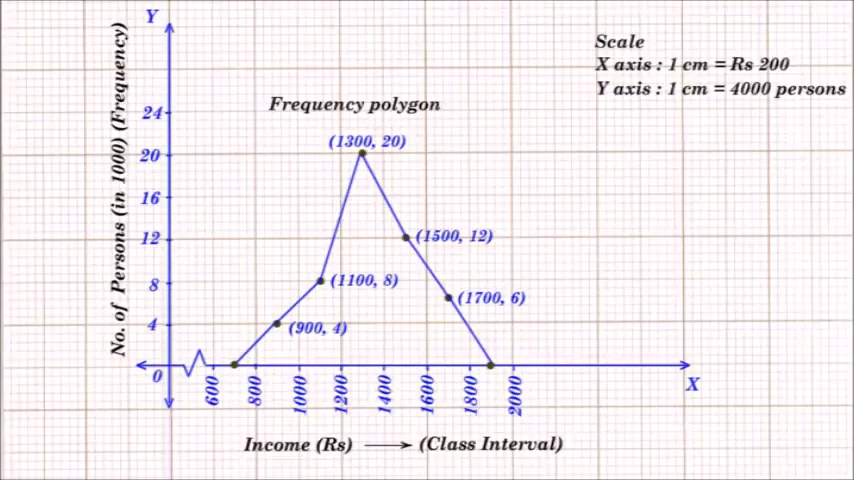 Y
Scale
X axis : 1 cm = Rs 200
Y axis : 1 cm = 4000 persons
Frequency polygon
No. of Persons (in 1000) (Frequency)
24
20
16
12
8
4
0
(1300, 20)
(1500, 12)
(1100, 8)
(1700, 6)
(900, 4)
600
800
1000
1200
1400
1600
1800
2000
X
Income (Rs) ⟶ (Class Interval)